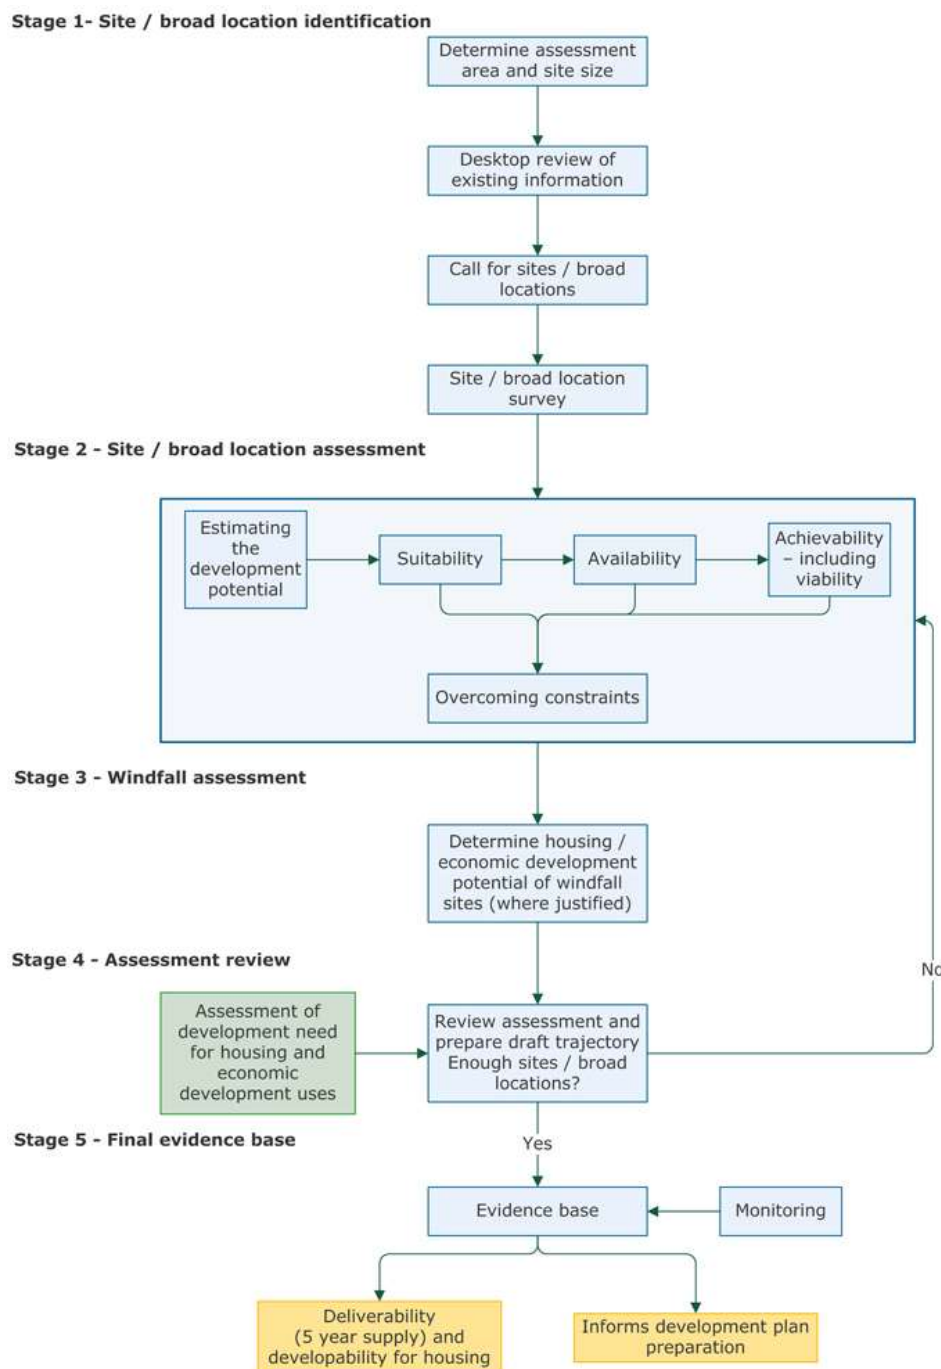 Stage 1- Site / broad location identification
Determine assessment
area and site size
Desktop review of
existing information
Call for sites / broad
locations
Site / broad location
survey
Stage 2 - Site / broad location assessment
Estimating
the
development
potential
Suitability
Availability
Achievability
– including
viability
Overcoming constraints
Stage 3 - Windfall assessment
Determine housing /
economic development
potential of windfall
sites (where justified)
Stage 4 - Assessment review
No
Assessment of
development need
for housing and
economic
development uses
Review assessment and
prepare draft trajectory
Enough sites / broad
locations?
Stage 5 - Final evidence base
Yes
Evidence base
Monitoring
Deliverability
(5 year supply) and
developability for housing
Informs development plan
preparation